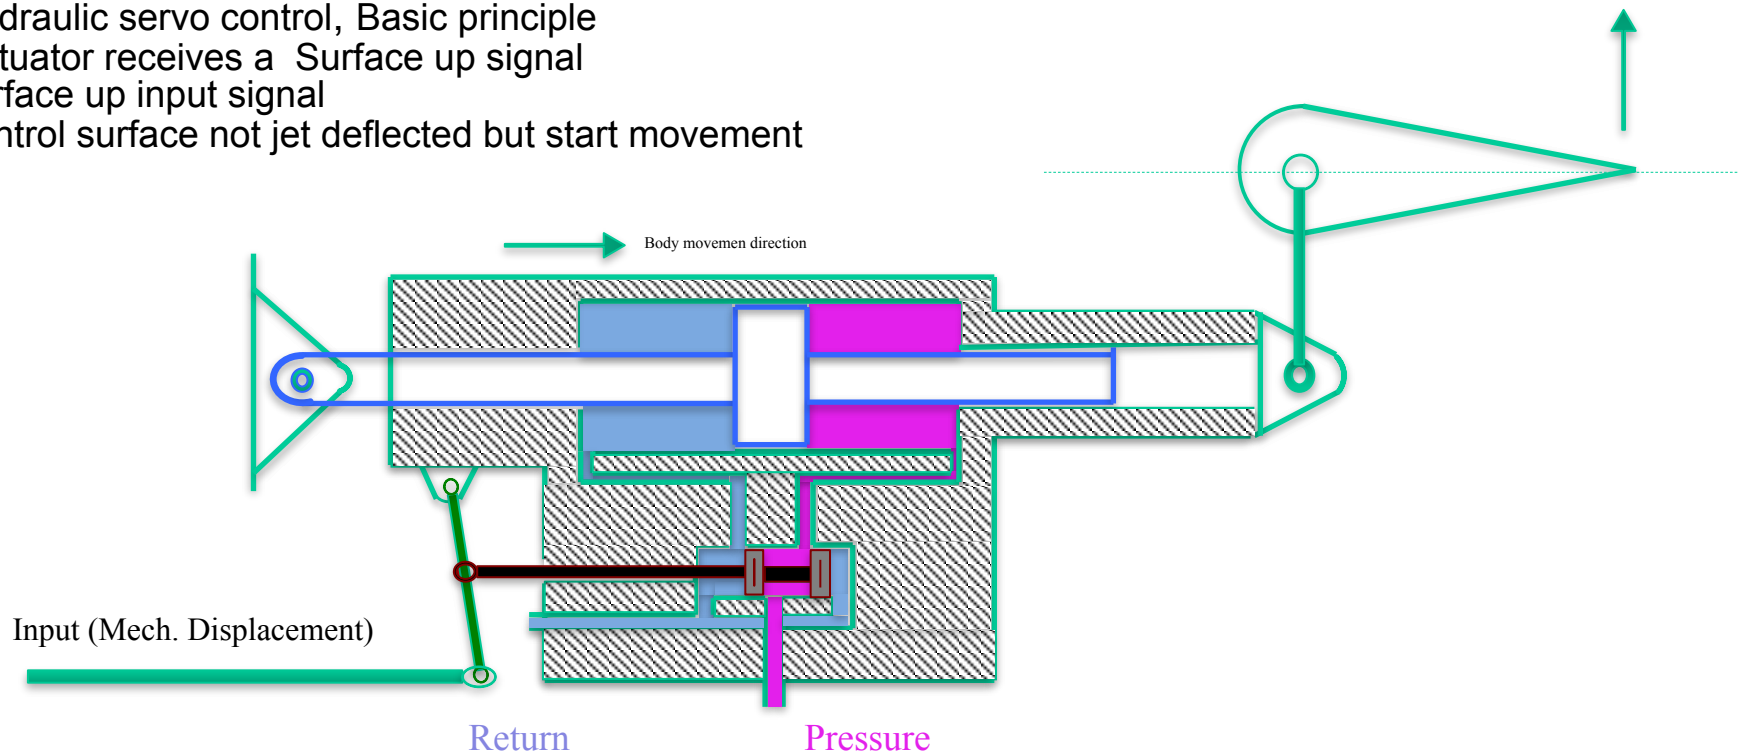 draulic servo control, Basic principle
tuator receives a  Surface up signal
rface up input signal
ntrol surface not jet deflected but start movement
Body movemen direction
Input (Mech. Displacement)
Return
Pressure